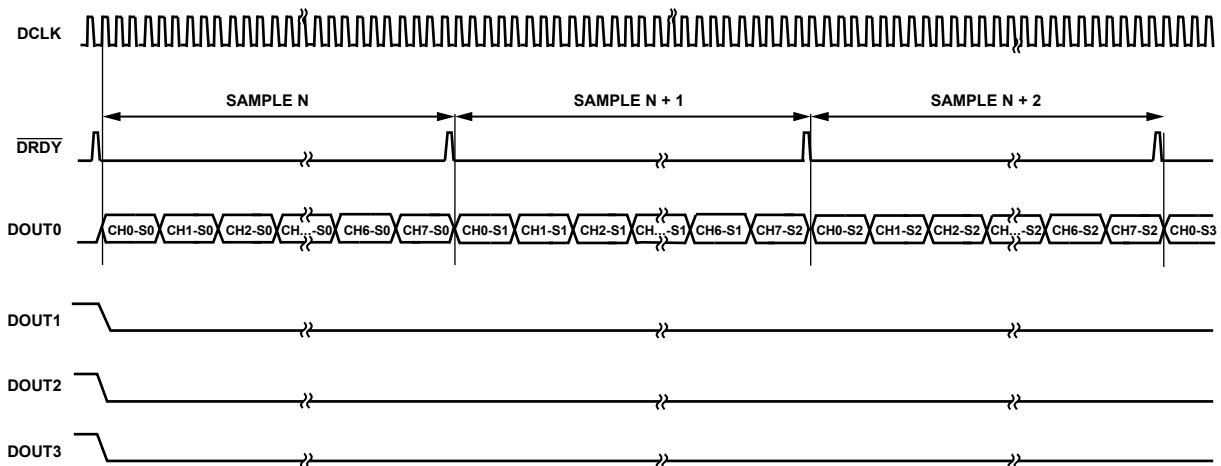 DCLK
SAMPLE N SAMPLE N + 1 SAMPLE N + 2
DRDY
DOUT0 CH0-S0 CH1-S0 CH2-S0 CH...-S0 CH6-S0 CH7-S0 CH0-S1 CH1-S1 CH2-S1 CH...-S1 CH6-S1 CH7-S2 CH0-S2 CH1-S2 CH2-S2 CH...-S2 CH6-S2 CH7-S2 CH0-S3
DOUT1
DOUT2
DOUT3